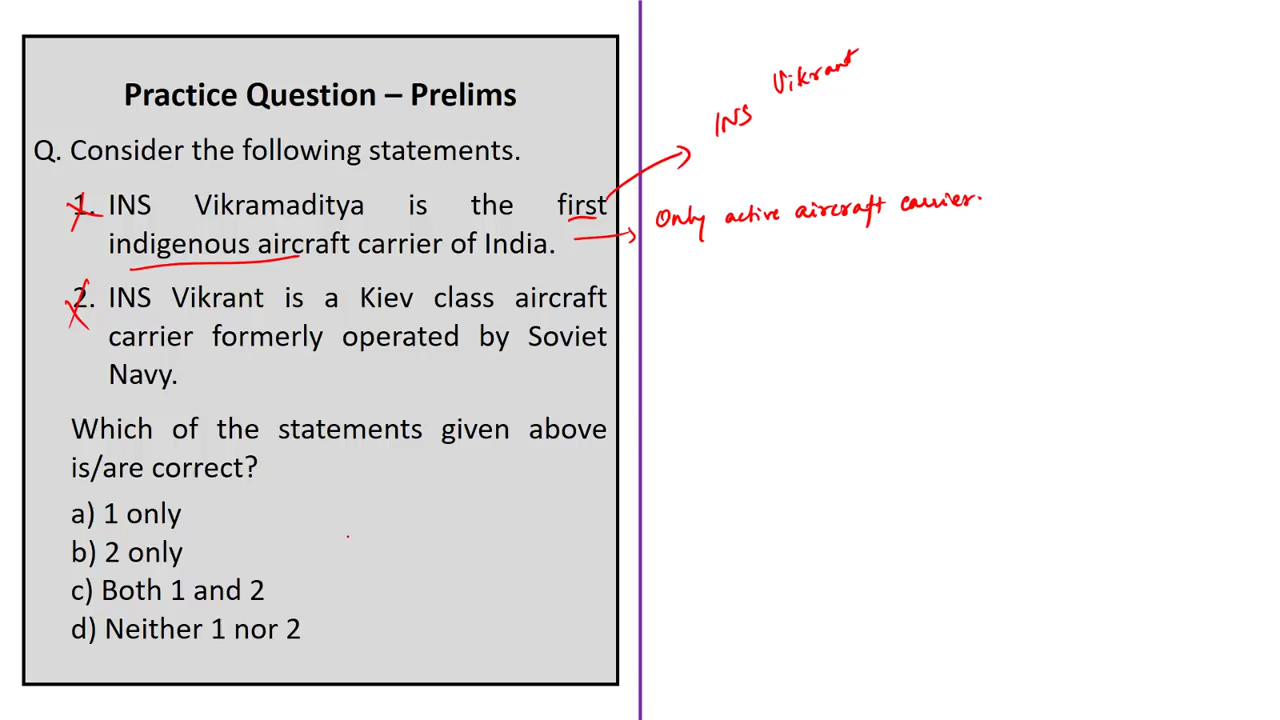 Practice Question – Prelims
Q. Consider the following statements.
1. INS Vikramaditya is the first
indigenous aircraft carrier of India.
2. INS Vikrant is a Kiev class aircraft
carrier formerly operated by Soviet
Navy.
Which of the statements given above
is/are correct?
a) 1 only
b) 2 only
c) Both 1 and 2
d) Neither 1 nor 2
INS Vikrant
Only active aircraft carrier.